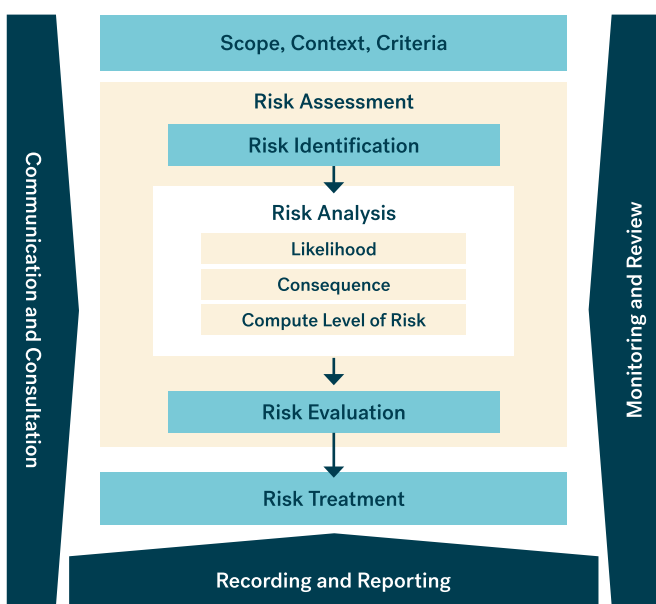 Scope, Context, Criteria
Risk Assessment
Risk Identification
Risk Analysis
Likelihood
Consequence
Compute Level of Risk
Risk Evaluation
Risk Treatment
Communication and Consultation
Monitoring and Review
Recording and Reporting